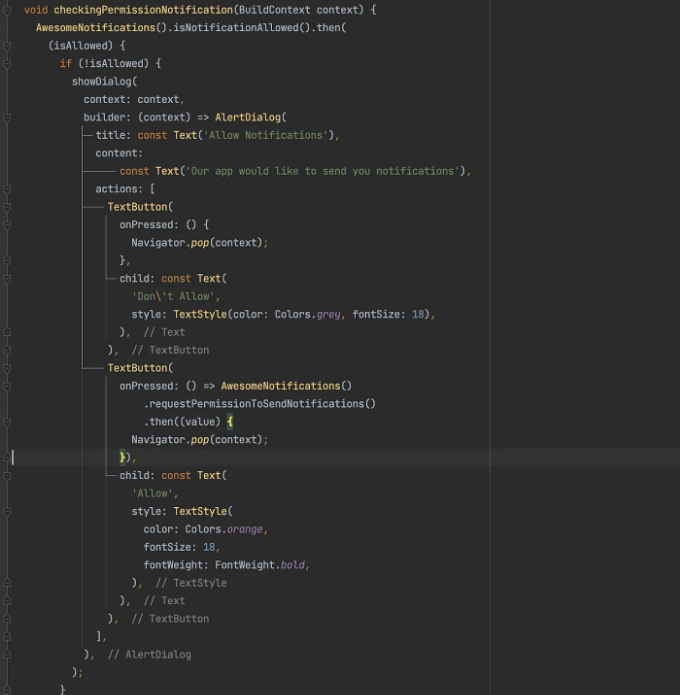 void checkingPermissionNotification(BuildContext context) {
  AwesomeNotifications().isNotificationAllowed().then(
    (isAllowed) {
      if (!isAllowed) {
        showDialog(
          context: context,
          builder: (context) => AlertDialog(
            title: const Text('Allow Notifications'),
            content:
                const Text('Our app would like to send you notifications'),
            actions: [
              TextButton(
                onPressed: () {
                  Navigator.pop(context);
                },
                child: const Text(
                  'Don\'t Allow',
                  style: TextStyle(color: Colors.grey, fontSize: 18),
                ),  // Text
              ),  // TextButton
              TextButton(
                onPressed: () => AwesomeNotifications()
                    .requestPermissionToSendNotifications()
                    .then((value) {
                  Navigator.pop(context);
                }),
                child: const Text(
                  'Allow',
                  style: TextStyle(
                    color: Colors.orange,
                    fontSize: 18,
                    fontWeight: FontWeight.bold,
                  ),  // TextStyle
                ),  // Text
              ),  // TextButton
            ],
          ),  // AlertDialog
        );
      }